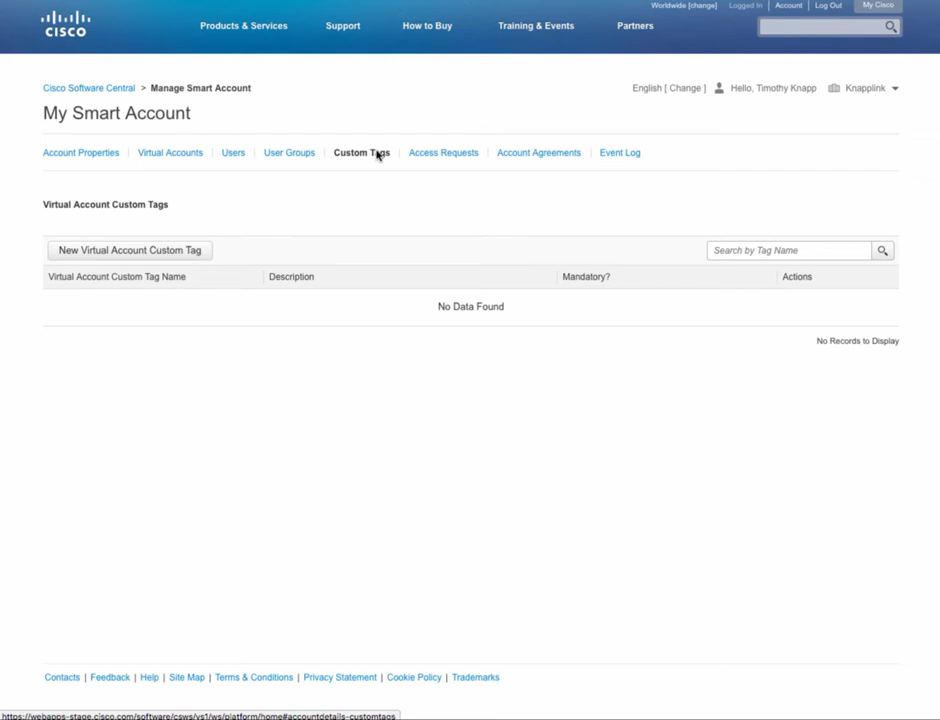 Worldwide [change] Logged In Account Log Out My Cisco
CISCO Products & Services Support How to Buy Training & Events Partners
Cisco Software Central > Manage Smart Account English [ Change ] Hello, Timothy Knapp Knapplink
My Smart Account
Account Properties Virtual Accounts Users User Groups Custom Tags Access Requests Account Agreements Event Log
Virtual Account Custom Tags
New Virtual Account Custom Tag Search by Tag Name
Virtual Account Custom Tag Name Description Mandatory? Actions
No Data Found
No Records to Display
Contacts | Feedback | Help | Site Map | Terms & Conditions | Privacy Statement | Cookie Policy | Trademarks
https://webapps-stage.cisco.com/software/csws/vs1/ws/platform/home#accountdetails-customtags